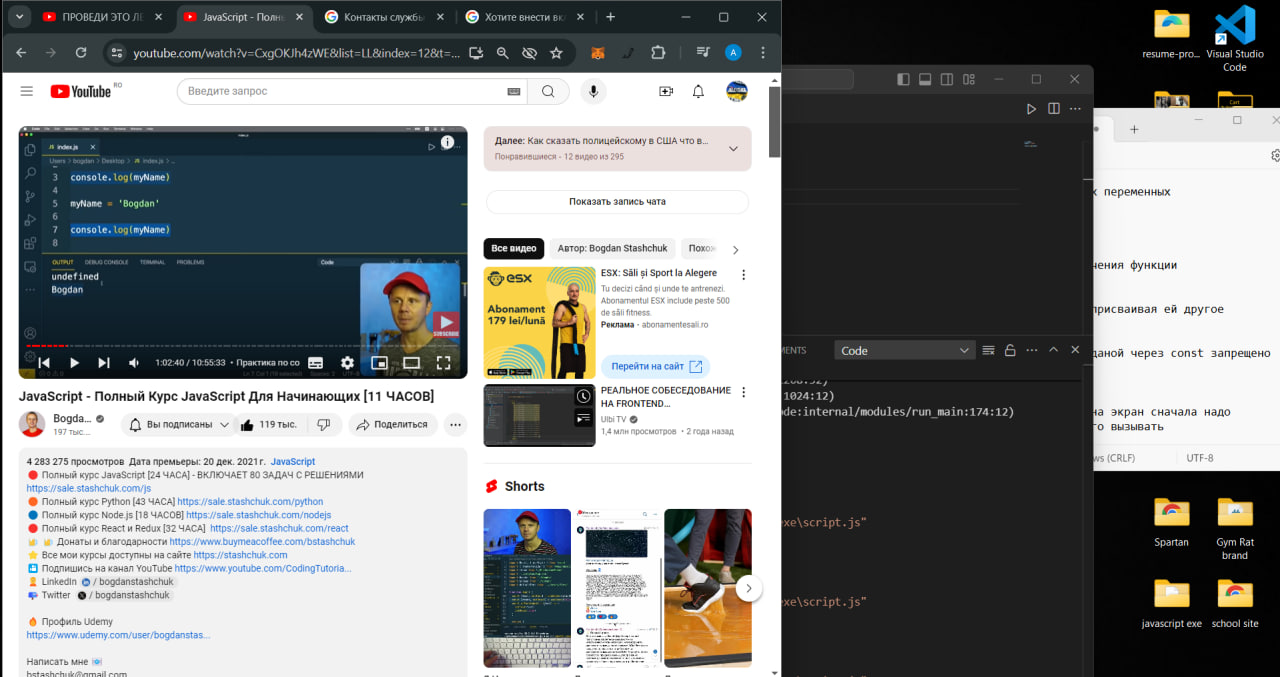 ПРОВЕДИ ЭТО ЛЕ
JavaScript - Полны
Контакты службы
Хотите внести вкл
youtube.com/watch?v=CxgOKJh4zWE&list=LL&index=12&t=...
A
YouTube RO
Введите запрос
index.js
Users > bogdan > Desktop > index.js > ...
3 console.log(myName)
4
5 myName = 'Bogdan'
6
7 console.log(myName)
8
OUTPUT DEBUG CONSOLE TERMINAL PROBLEMS Code
undefined
Bogdan
SUBSCRIBE
1:02:40 / 10:55:33 • Практика по со
JavaScript - Полный Курс JavaScript Для Начинающих [11 ЧАСОВ]
Bogda...
197 тыс....
Вы подписаны
119 тыс.
Поделиться
4 283 275 просмотров Дата премьеры: 20 дек. 2021 г. JavaScript
Полный курс JavaScript [24 ЧАСА] - ВКЛЮЧАЕТ 80 ЗАДАЧ С РЕШЕНИЯМИ
https://sale.stashchuk.com/js
Полный курс Python [43 ЧАСА] https://sale.stashchuk.com/python
Полный курс Node.js [18 ЧАСОВ] https://sale.stashchuk.com/nodejs
Полный курс React и Redux [32 ЧАСА] https://sale.stashchuk.com/react
Донаты и благодарности https://www.buymeacoffee.com/bstashchuk
Все мои курсы доступны на сайте https://stashchuk.com
Подпишись на канал YouTube https://www.youtube.com/CodingTutoria...
LinkedIn / bogdanstashchuk
Twitter / bogdanstashchuk
Профиль Udemy
https://www.udemy.com/user/bogdanstas...
Написать мне
bstashchuk@gmail.com
Далее: Как сказать полицейскому в США что в...
Понравившиеся - 12 видео из 295
Показать запись чата
Все видео
Автор: Bogdan Stashchuk
Похож
esx
Abonament
179 lei/lună
ESX: Săli și Sport la Alegere
Tu decizi când și unde te antrenezi.
Abonamentul ESX include peste 500
de săli fitness.
Реклама • abonamentesali.ro
Перейти на сайт
РЕАЛЬНОЕ СОБЕСЕДОВАНИЕ
НА FRONTEND...
Ulbi TV
1,4 млн просмотров • 2 года назад
Shorts
MENTS
Code
1024:12)
ode:internal/modules/run_main:174:12)
exe\script.js"
exe\script.js"
х переменных
чения функции
присваивая ей другое
даной через const запрещено
на экран сначала надо
го вызывать
ws (CRLF)
UTF-8
resume-pro...
Visual Studio
Code
Cart
Spartan
Gym Rat
brand
javascript exe
school site